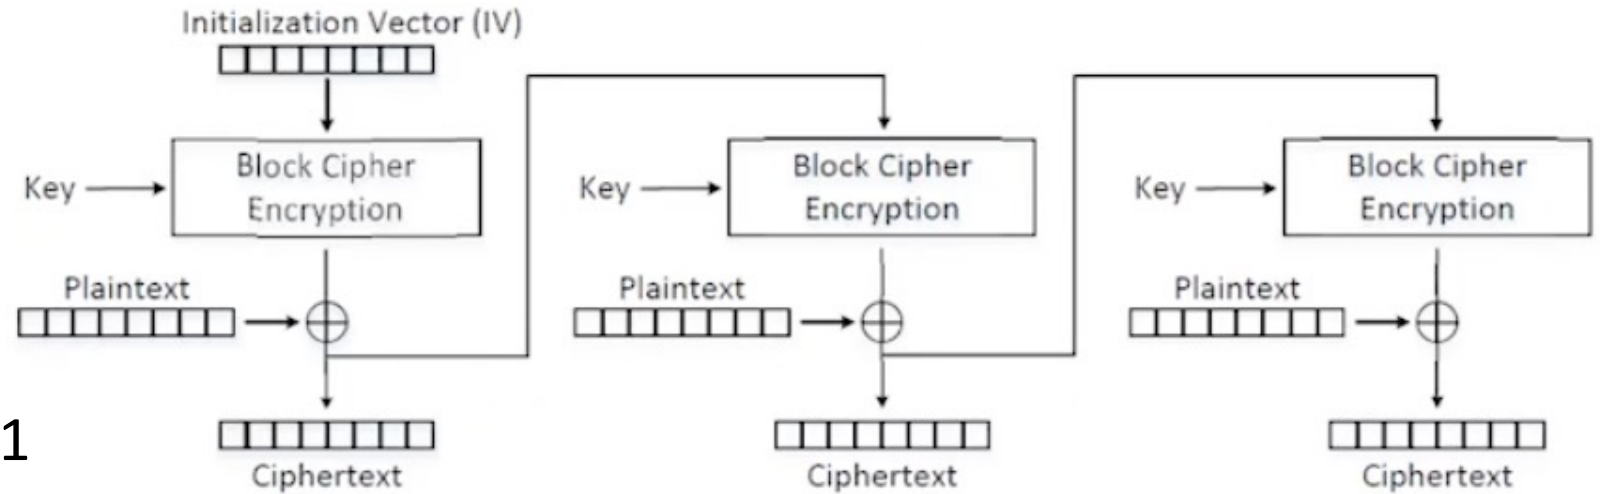 Initialization Vector (IV)
Key
Block Cipher
Encryption
Plaintext
Ciphertext
Key
Block Cipher
Encryption
Plaintext
Ciphertext
Key
Block Cipher
Encryption
Plaintext
Ciphertext
1